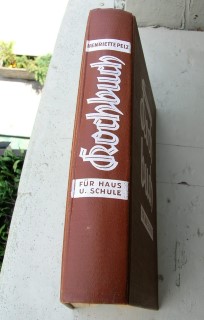 HENRIETTE PELZ
Kochbuch
FÜR HAUS
U. SCHULE